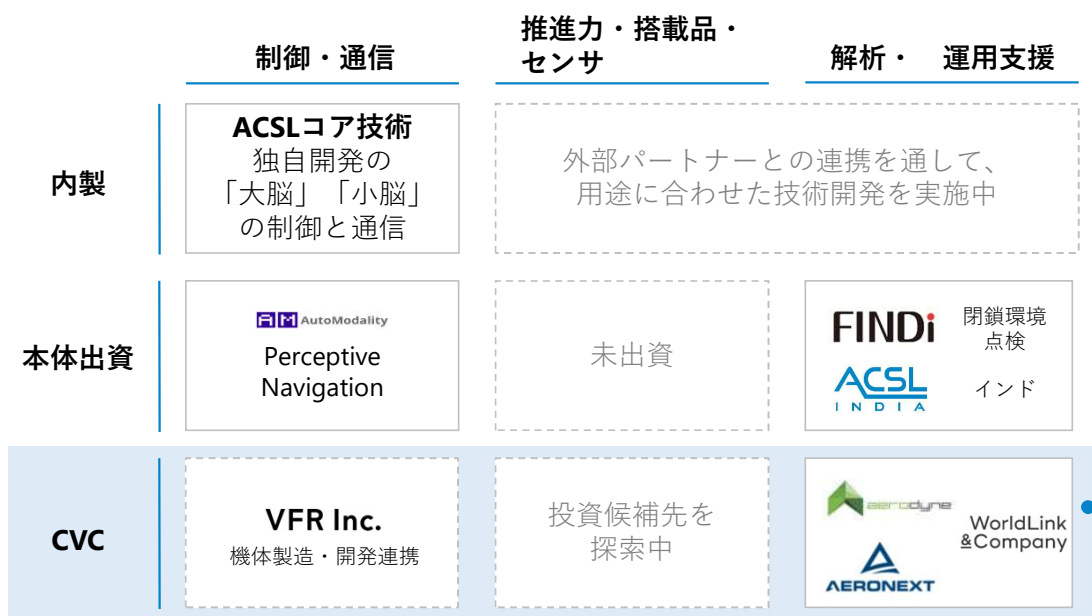 制御・通信
推進力・搭載品・
センサ
解析・ 運用支援
内製
ACSLコア技術
独自開発の
「大脳」「小脳」
の制御と通信
外部パートナーとの連携を通して、
用途に合わせた技術開発を実施中
本体出資
AM AutoModality
Perceptive
Navigation
未出資
FINDi
閉鎖環境
点検
ACSL
INDIA
インド
CVC
VFR Inc.
機体製造・開発連携
投資候補先を
探索中
aerodyne
WorldLink
&Company
AERONEXT